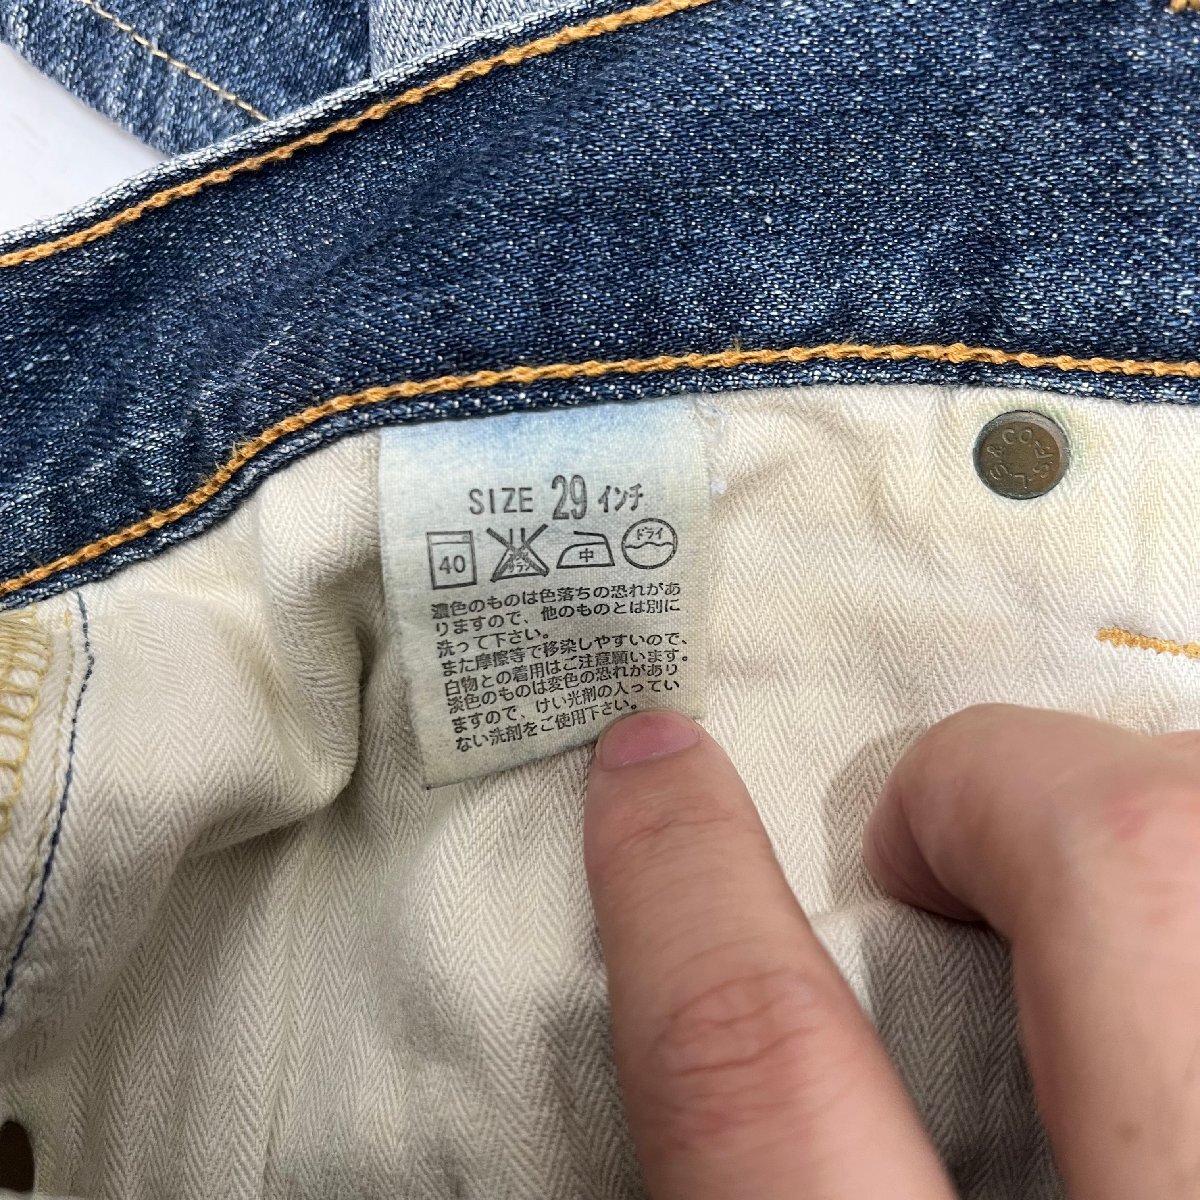 SIZE 29 インチ
40 中 ドライ
濃色のものは色落ちの恐れがあ
りますので、他のものとは別に
洗って下さい。
また摩擦等で移染しやすいので、
白物との着用はご注意願います。
淡色のものは変色の恐れがあり
ますので、けい光剤の入ってい
ない洗剤をご使用下さい。
LS & CO